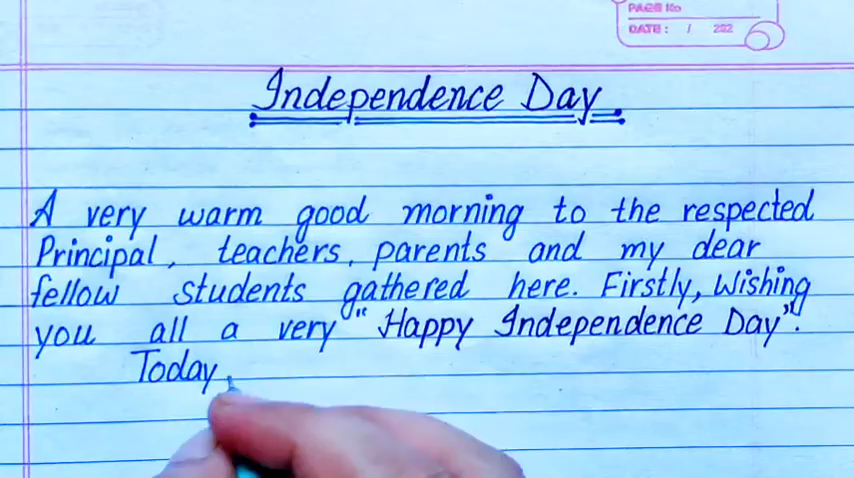 PAGE No
DATE: / 202
Independence Day
A very warm good morning to the respected
Principal, teachers, parents and my dear
fellow students gathered here. Firstly, Wishing
you all a very "Happy Independence Day".
Today,